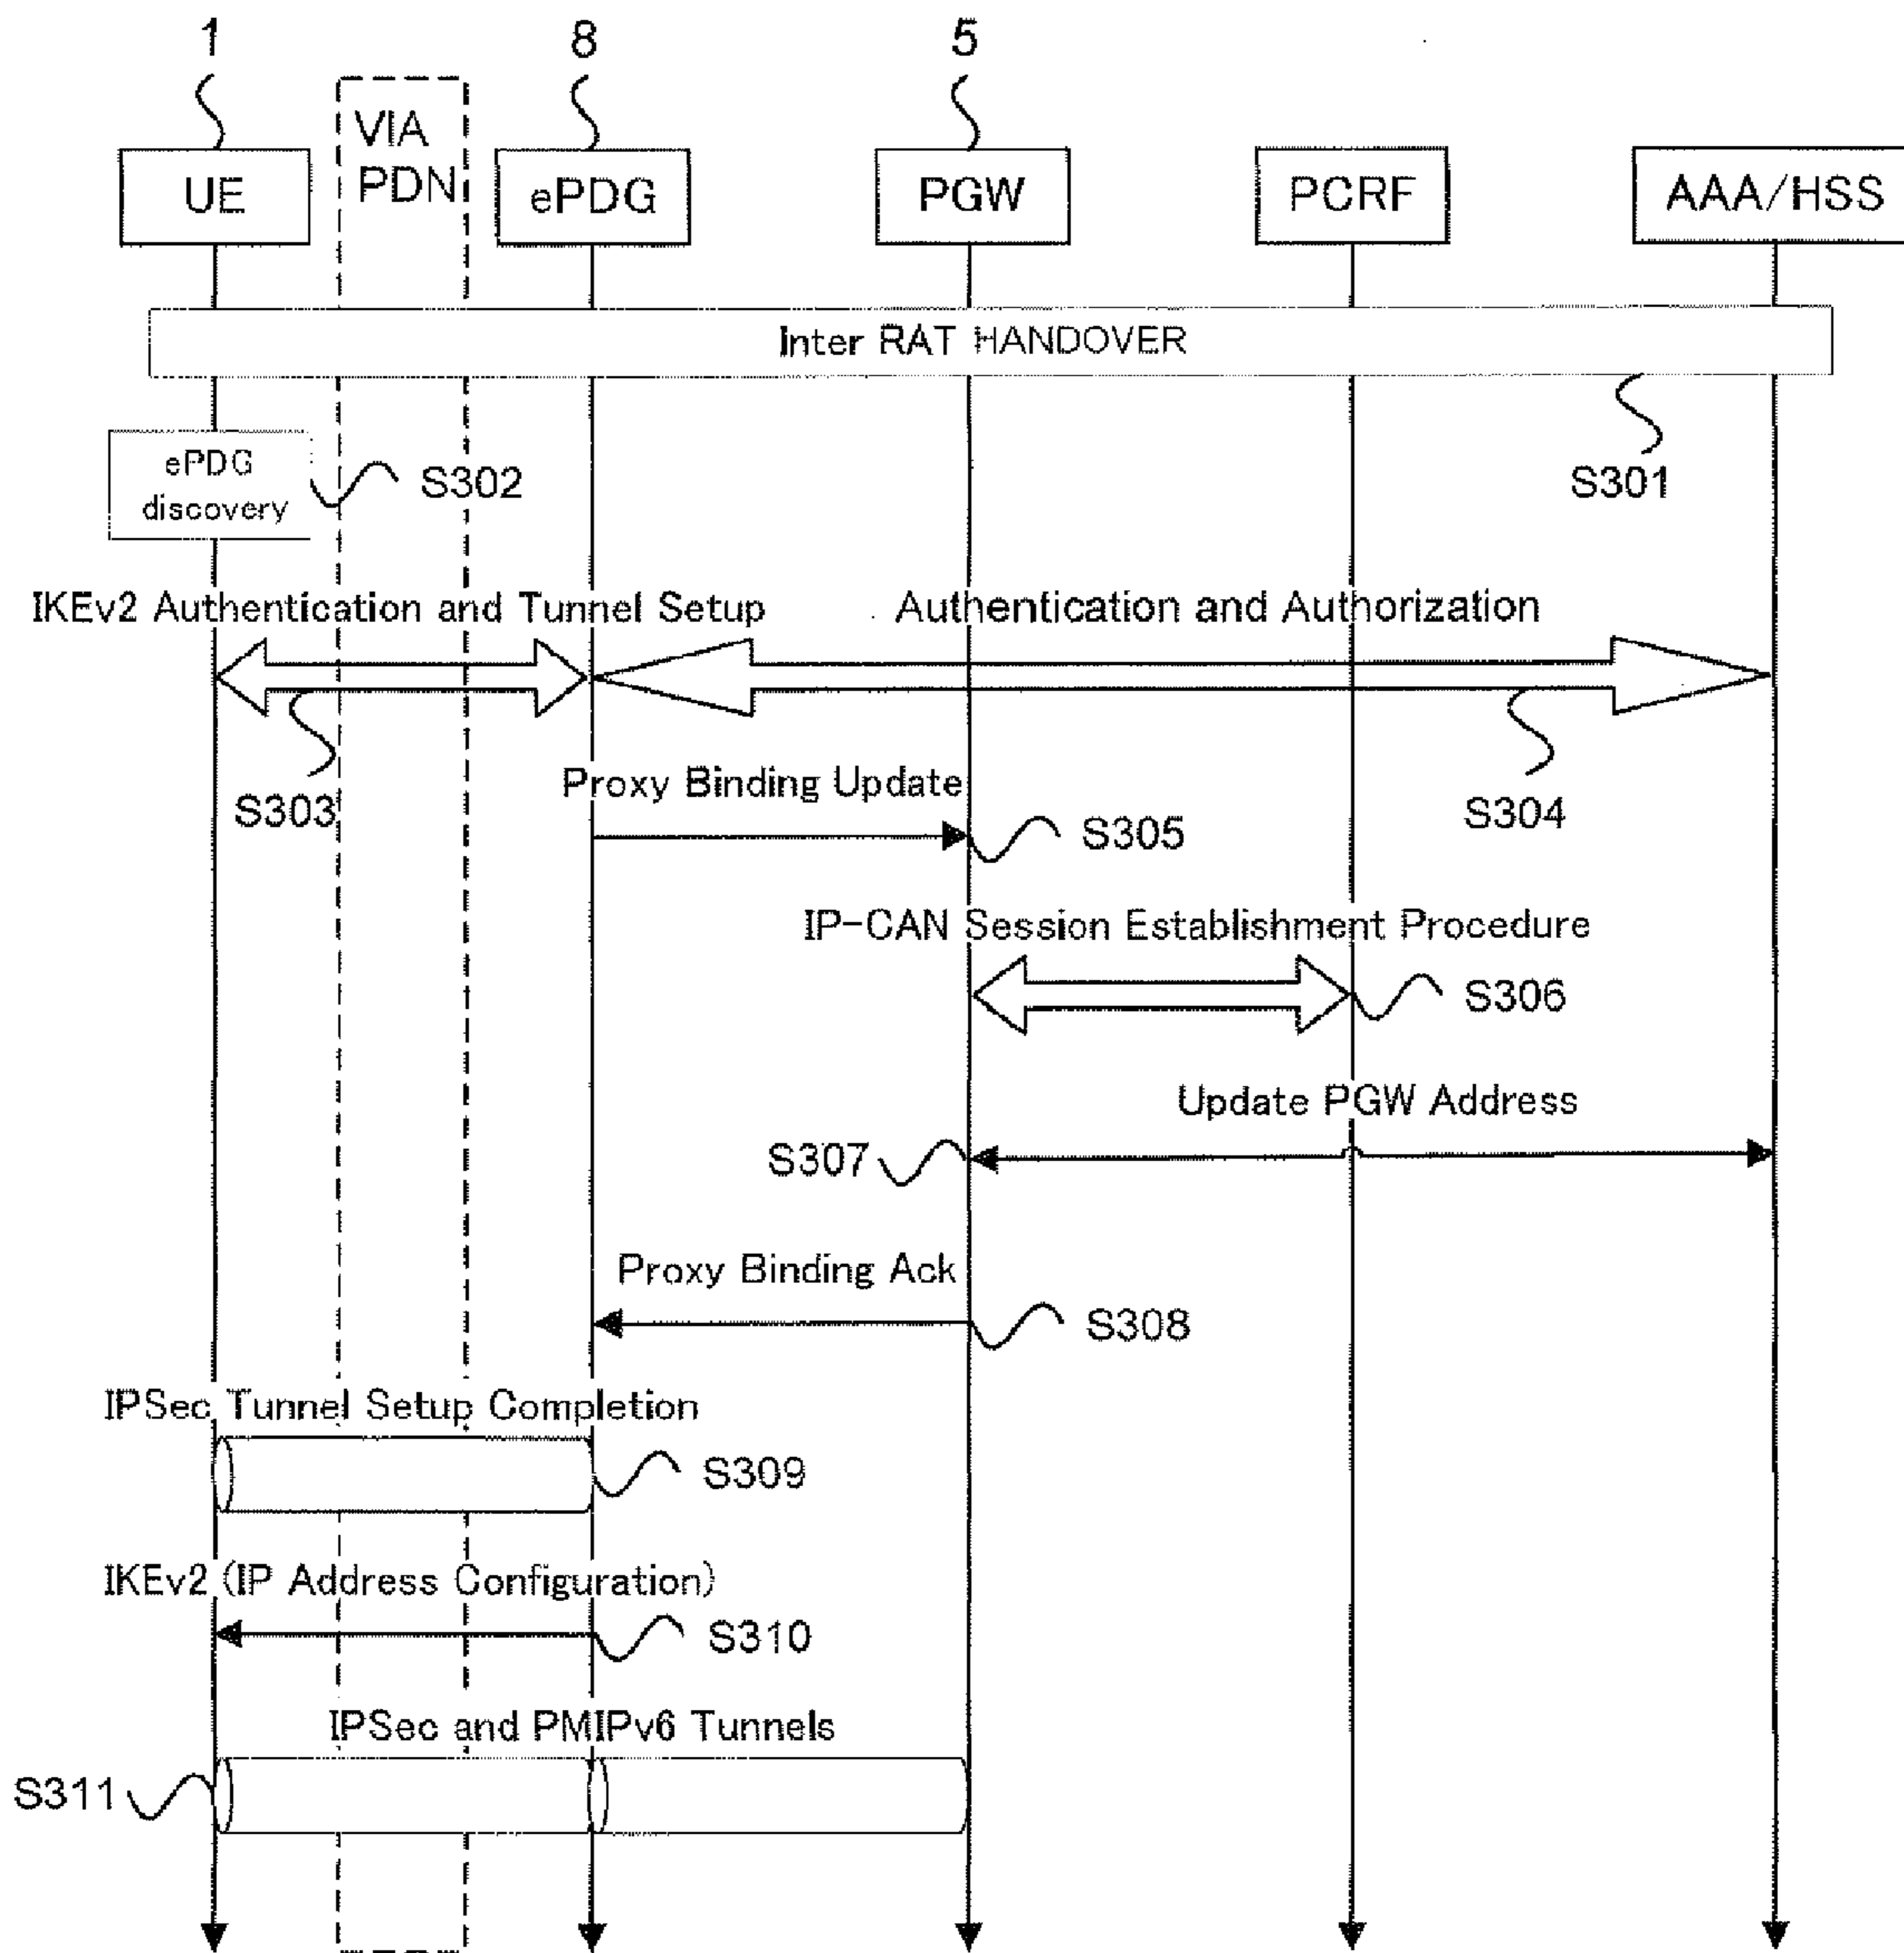 1
8
5
VIA
PDN
UE
ePDG
PGW
PCRF
AAA/HSS
Inter RAT HANDOVER
S301
ePDG
discovery
S302
IKEv2 Authentication and Tunnel Setup
Authentication and Authorization
S303
S304
Proxy Binding Update
S305
IP-CAN Session Establishment Procedure
S306
Update PGW Address
S307
Proxy Binding Ack
S308
IPSec Tunnel Setup Completion
S309
IKEv2 (IP Address Configuration)
S310
IPSec and PMIPv6 Tunnels
S311